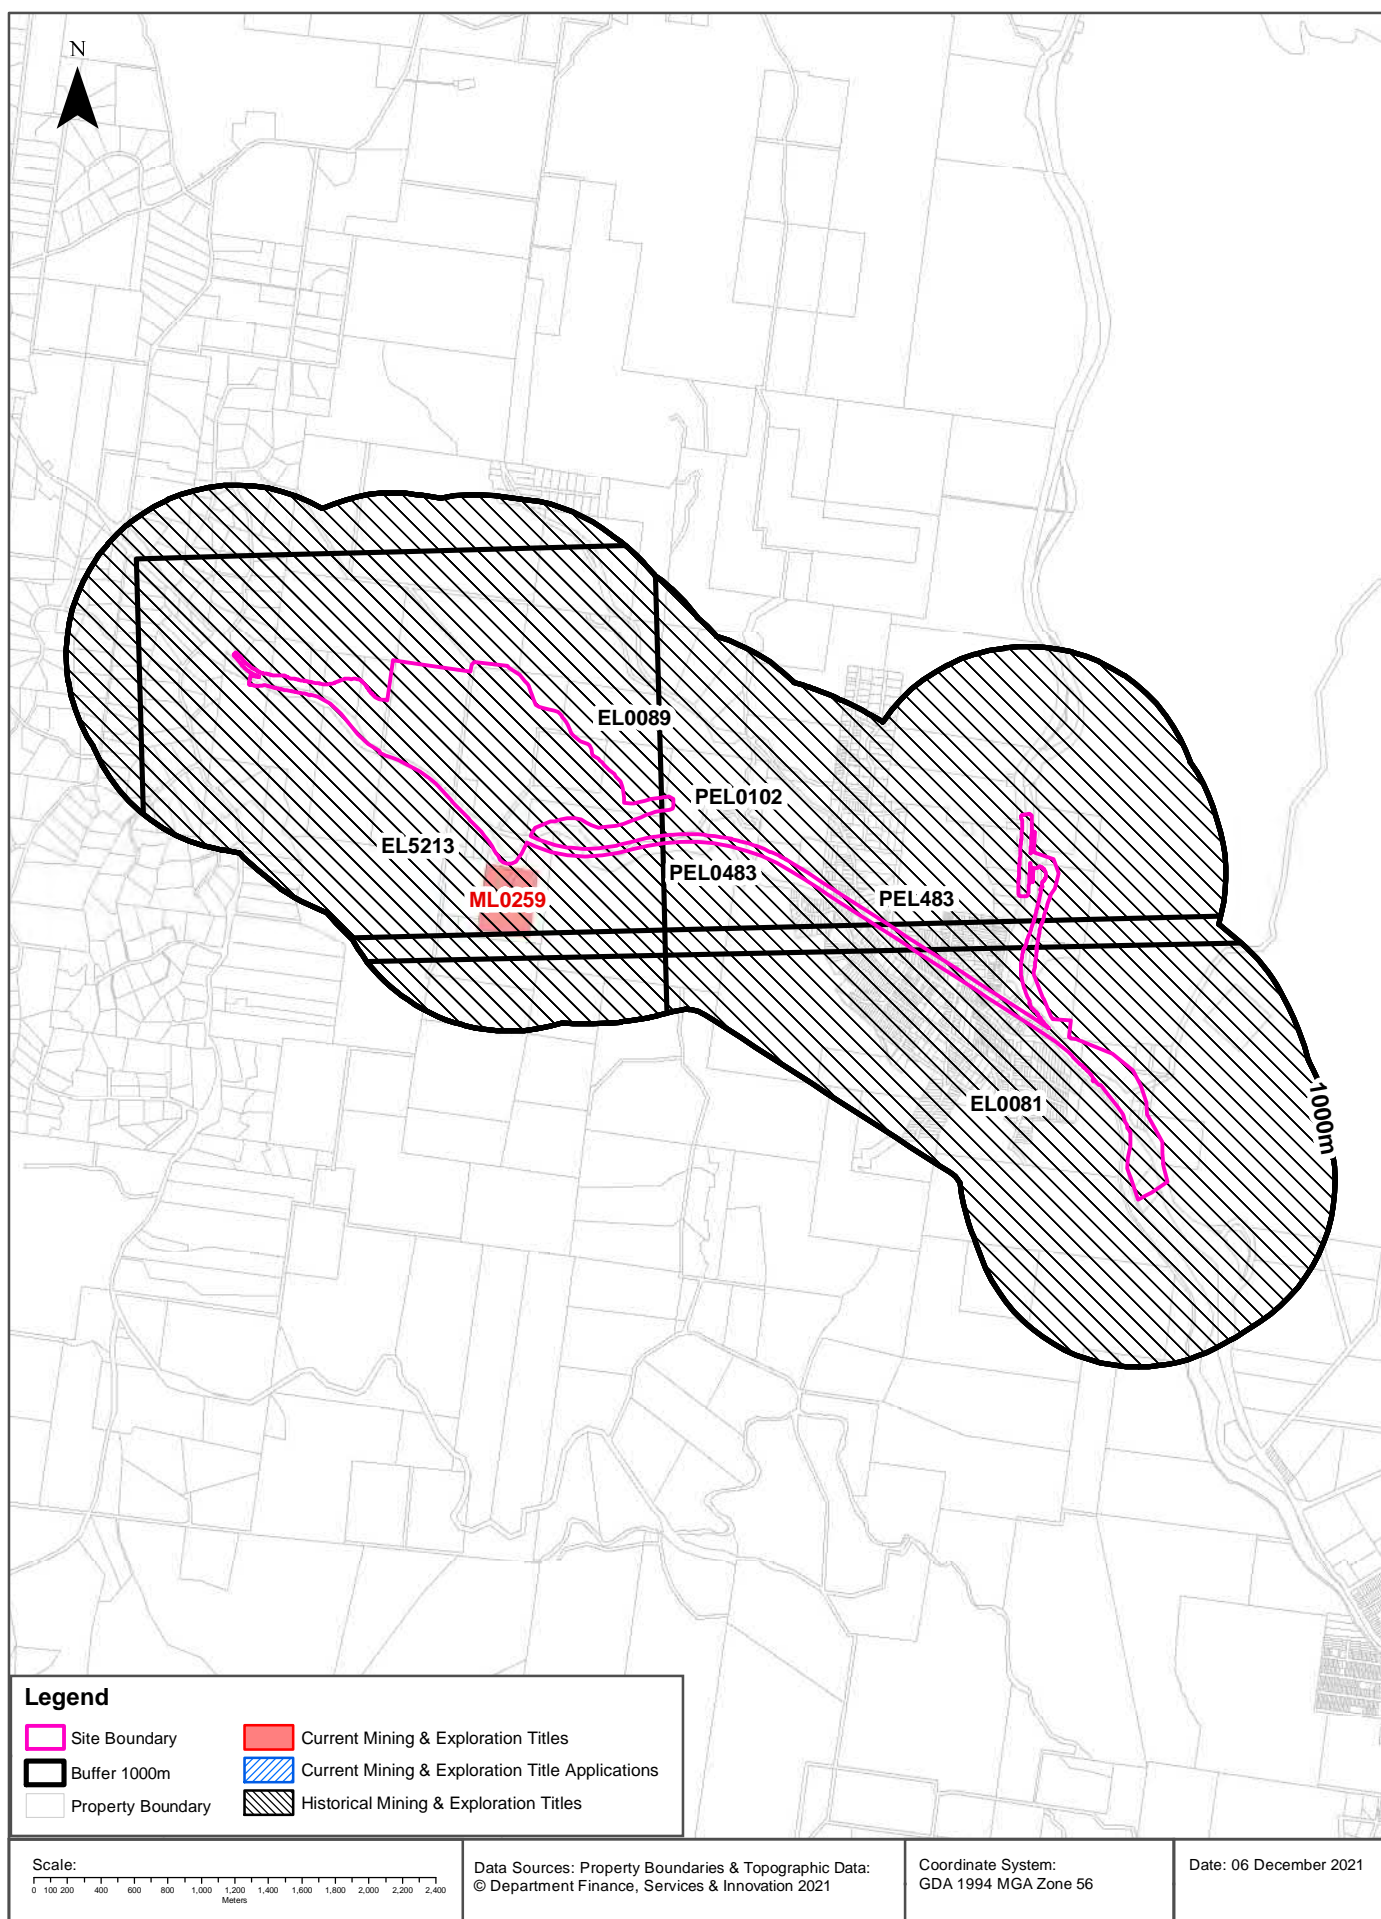 N
EL0089
PEL0102
EL5213
PEL0483
ML0259
PEL483
EL0081
1000m
Legend
Site Boundary
Current Mining & Exploration Titles
Buffer 1000m
Current Mining & Exploration Title Applications
Property Boundary
Historical Mining & Exploration Titles
Scale:
0 100 200 400 600 800 1,000 1,200 1,400 1,600 1,800 2,000 2,200 2,400
Meters
Data Sources: Property Boundaries & Topographic Data:
© Department Finance, Services & Innovation 2021
Coordinate System:
GDA 1994 MGA Zone 56
Date: 06 December 2021